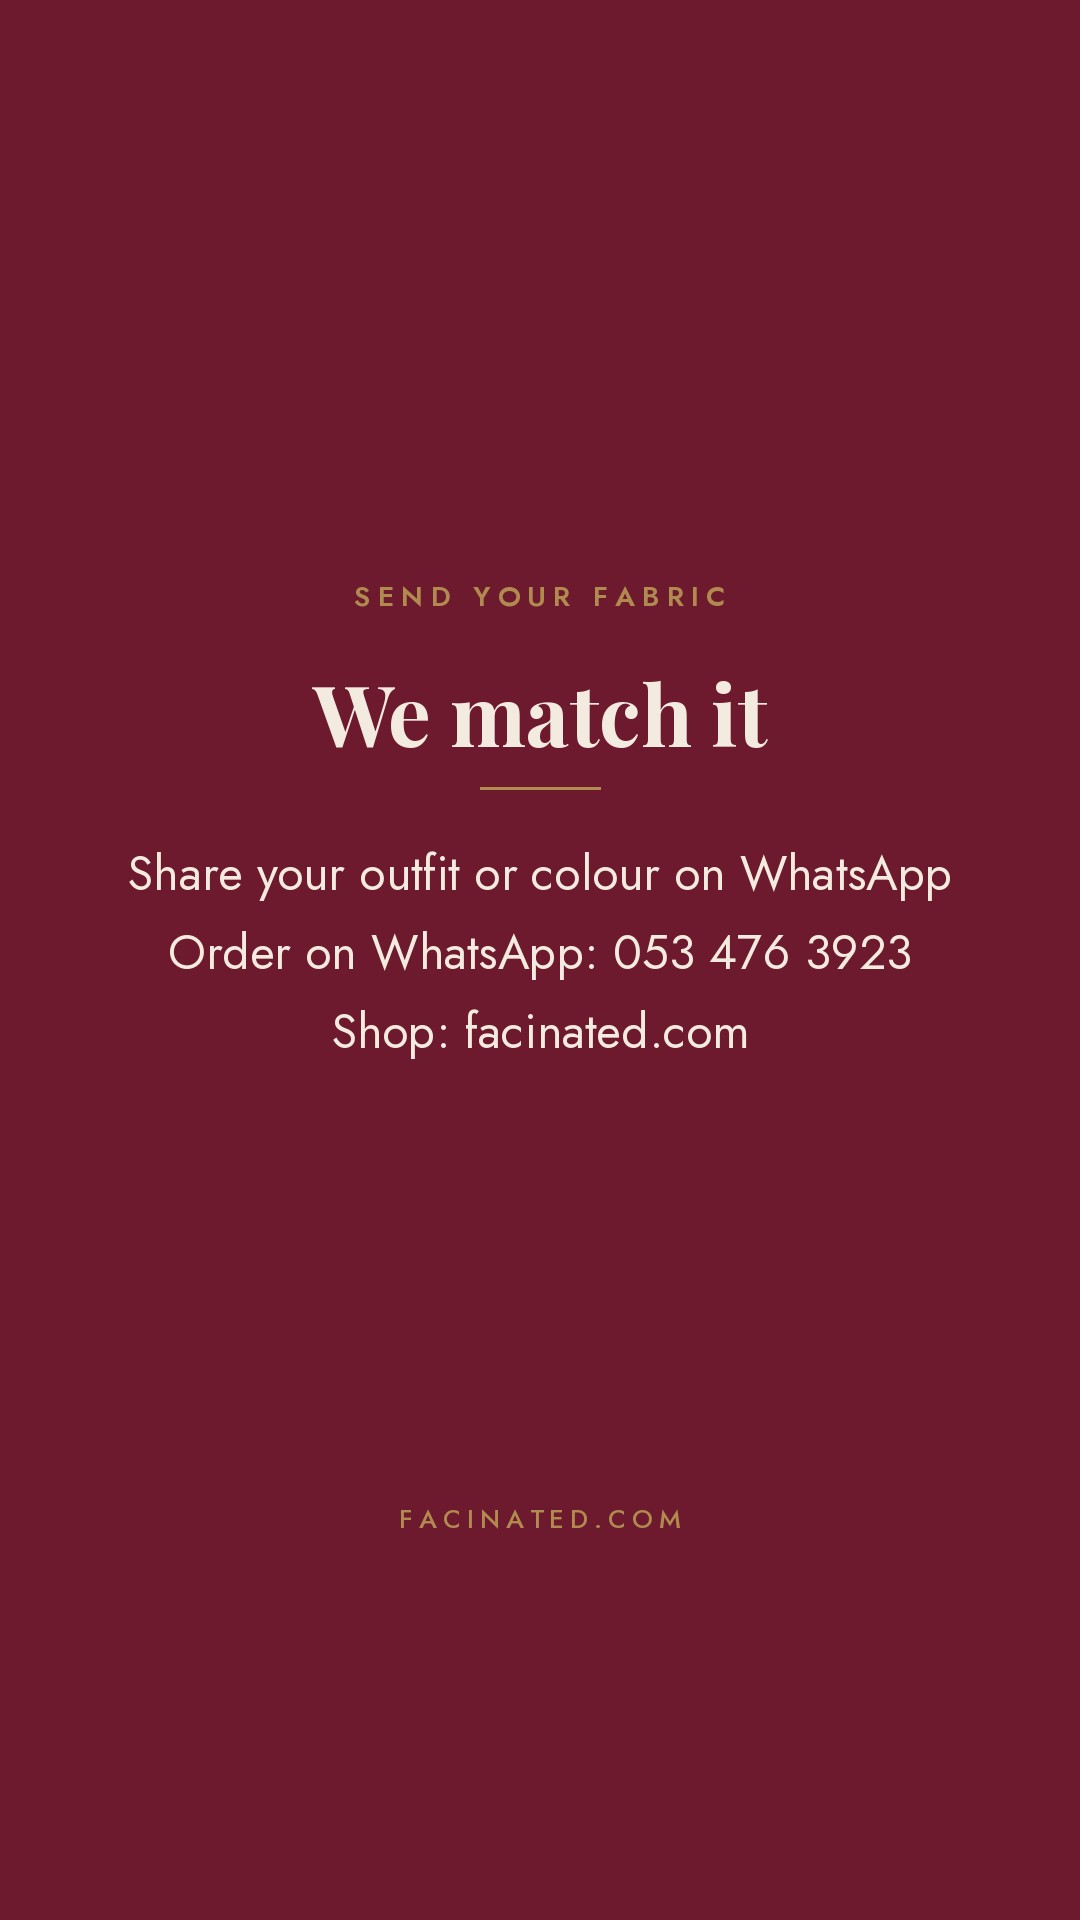 SEND YOUR FABRIC
We match it
Share your outfit or colour on WhatsApp
Order on WhatsApp: 053 476 3923
Shop: facinated.com
FACINATED.COM